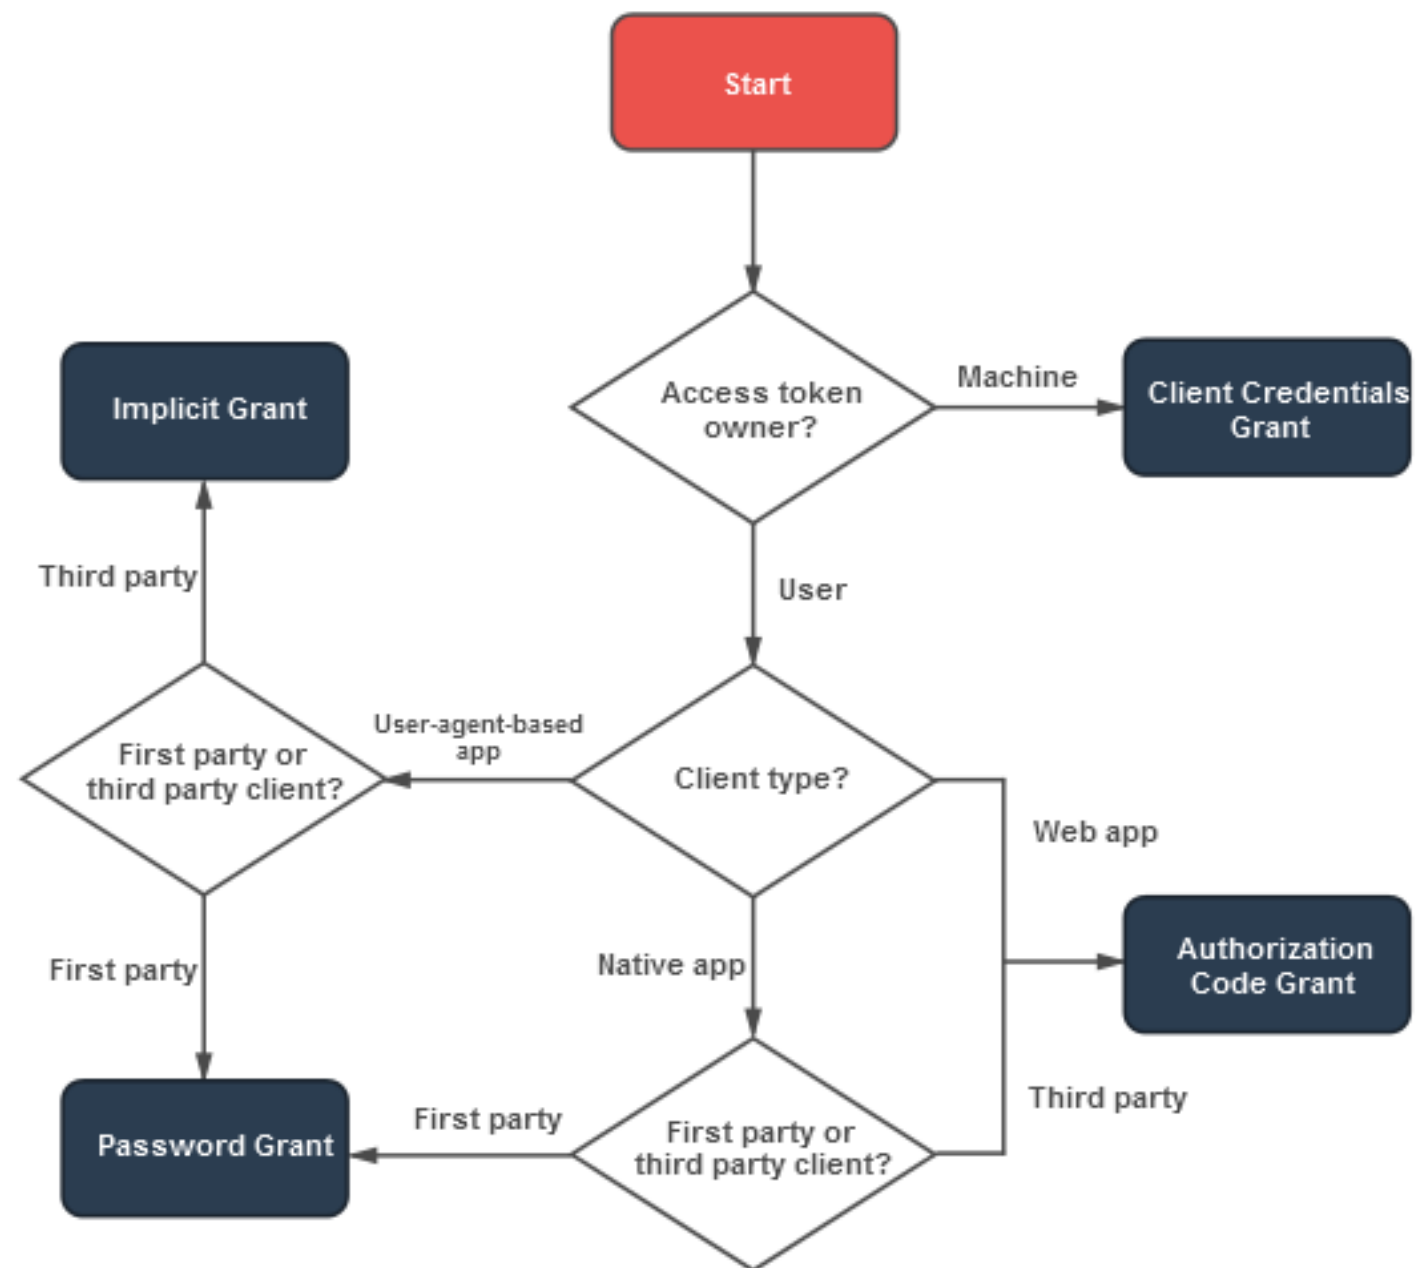 Start
Access token
owner?
Machine
Client Credentials
Grant
Implicit Grant
Third party
User
First party or
third party client?
User-agent-based
app
Client type?
Web app
First party
Native app
Authorization
Code Grant
Third party
Password Grant
First party
First party or
third party client?